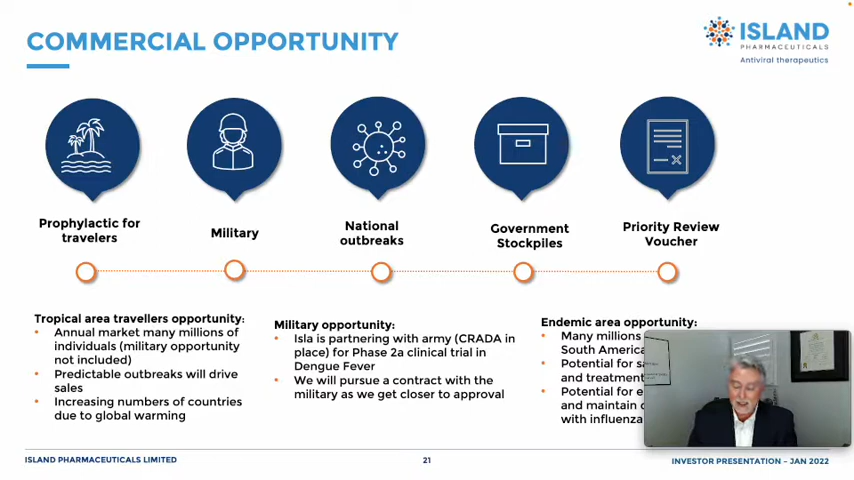 COMMERCIAL OPPORTUNITY
ISLAND
PHARMACEUTICALS
Antiviral therapeutics
Prophylactic for
travelers
Military
National
outbreaks
Government
Stockpiles
Priority Review
Voucher
Tropical area travellers opportunity:
• Annual market many millions of
individuals (military opportunity
not included)
• Predictable outbreaks will drive
sales
• Increasing numbers of countries
due to global warming
Military opportunity:
• Isla is partnering with army (CRADA in
place) for Phase 2a clinical trial in
Dengue Fever
• We will pursue a contract with the
military as we get closer to approval
Endemic area opportunity:
• Many millions
South America
• Potential for
and treatment
• Potential for
and maintain
with influenza
ISLAND PHARMACEUTICALS LIMITED
21
INVESTOR PRESENTATION – JAN 2022